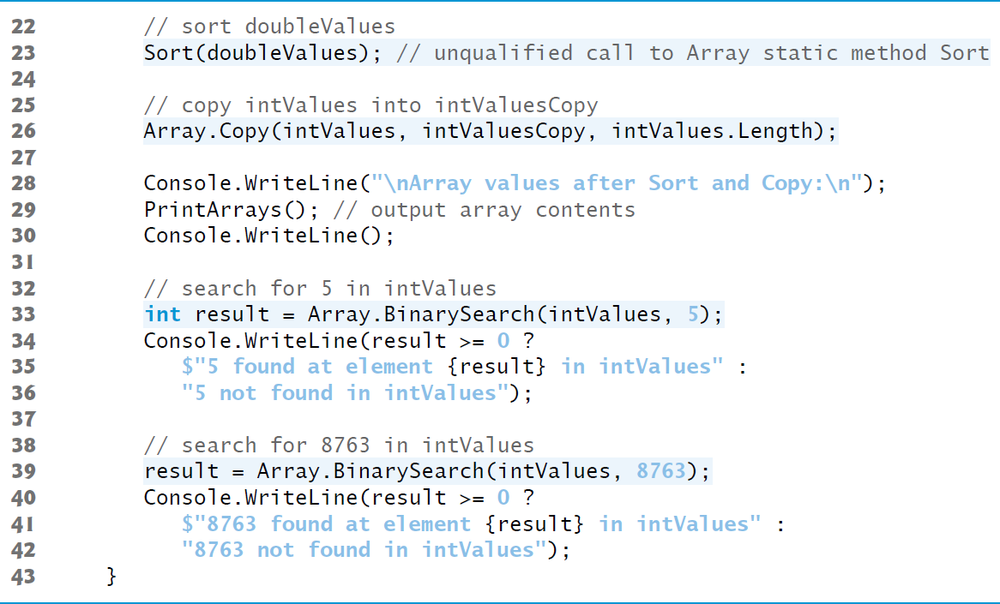 22 // sort doubleValues
23 Sort(doubleValues); // unqualified call to Array static method Sort
24
25 // copy intValues into intValuesCopy
26 Array.Copy(intValues, intValuesCopy, intValues.Length);
27
28 Console.WriteLine("\nArray values after Sort and Copy:\n");
29 PrintArrays(); // output array contents
30 Console.WriteLine();
31
32 // search for 5 in intValues
33 int result = Array.BinarySearch(intValues, 5);
34 Console.WriteLine(result >= 0 ?
35 $"5 found at element {result} in intValues" :
36 "5 not found in intValues");
37
38 // search for 8763 in intValues
39 result = Array.BinarySearch(intValues, 8763);
40 Console.WriteLine(result >= 0 ?
41 $"8763 found at element {result} in intValues" :
42 "8763 not found in intValues");
43 }